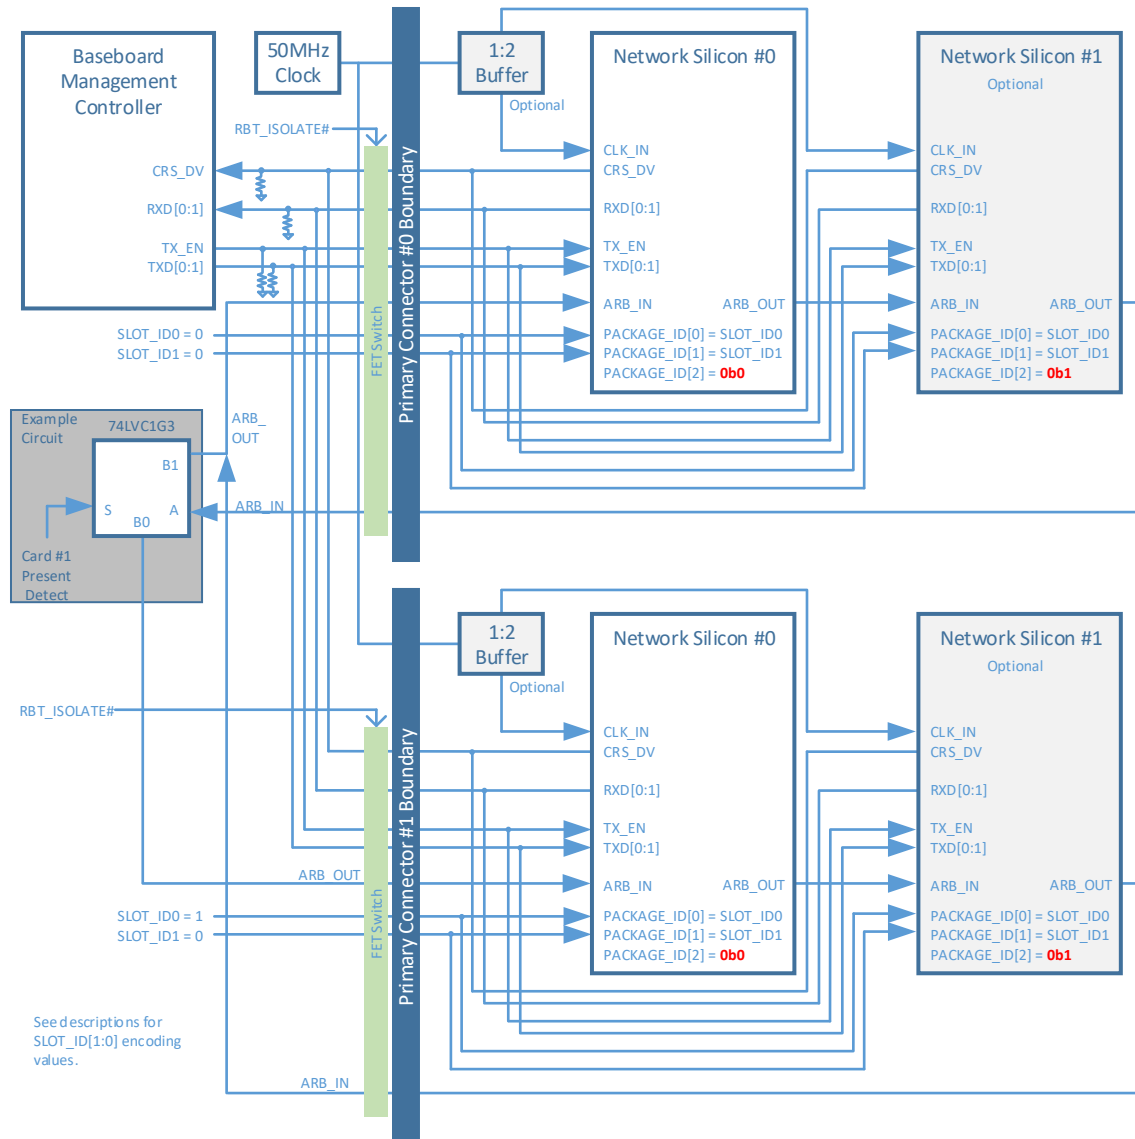 Baseboard
Management
Controller
CRS_DV
RXD[0:1]
TX_EN
TXD[0:1]
50MHz
Clock
RBT_ISOLATE#
SLOT_ID0 = 0
SLOT_ID1 = 0
FET Switch
Primary Connector #0 Boundary
1:2
Buffer
Optional
Network Silicon #0
CLK_IN
CRS_DV
RXD[0:1]
TX_EN
TXD[0:1]
ARB_IN ARB_OUT
PACKAGE_ID[0] = SLOT_ID0
PACKAGE_ID[1] = SLOT_ID1
PACKAGE_ID[2] = 0b0
Network Silicon #1
Optional
CLK_IN
CRS_DV
RXD[0:1]
TX_EN
TXD[0:1]
ARB_IN ARB_OUT
PACKAGE_ID[0] = SLOT_ID0
PACKAGE_ID[1] = SLOT_ID1
PACKAGE_ID[2] = 0b1
Example
Circuit
74LVC1G3
B1
S
A
B0
Card #1
Present
Detect
ARB_
OUT
ARB_IN
RBT_ISOLATE#
ARB_OUT
SLOT_ID0 = 1
SLOT_ID1 = 0
FET Switch
Primary Connector #1 Boundary
ARB_IN
1:2
Buffer
Optional
Network Silicon #0
CLK_IN
CRS_DV
RXD[0:1]
TX_EN
TXD[0:1]
ARB_IN ARB_OUT
PACKAGE_ID[0] = SLOT_ID0
PACKAGE_ID[1] = SLOT_ID1
PACKAGE_ID[2] = 0b0
Network Silicon #1
Optional
CLK_IN
CRS_DV
RXD[0:1]
TX_EN
TXD[0:1]
ARB_IN ARB_OUT
PACKAGE_ID[0] = SLOT_ID0
PACKAGE_ID[1] = SLOT_ID1
PACKAGE_ID[2] = 0b1
See descriptions for
SLOT_ID[1:0] encoding
values.